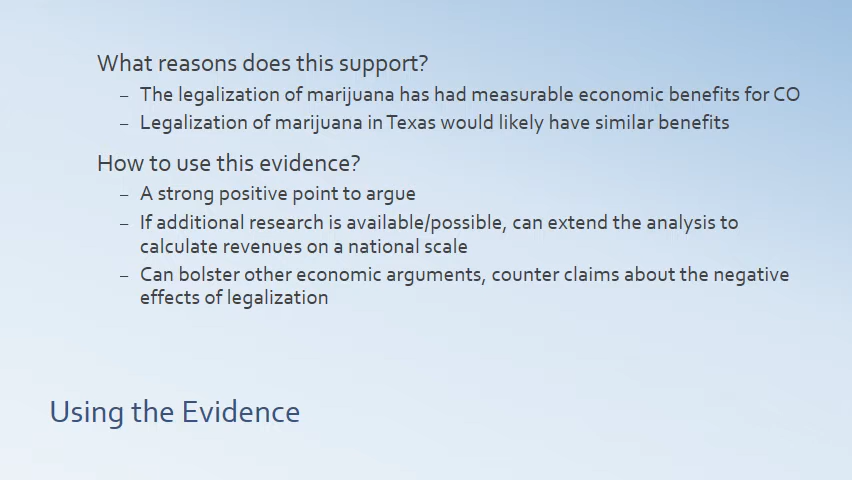 What reasons does this support?
– The legalization of marijuana has had measurable economic benefits for CO
– Legalization of marijuana in Texas would likely have similar benefits
How to use this evidence?
– A strong positive point to argue
– If additional research is available/possible, can extend the analysis to
calculate revenues on a national scale
– Can bolster other economic arguments, counter claims about the negative
effects of legalization
Using the Evidence